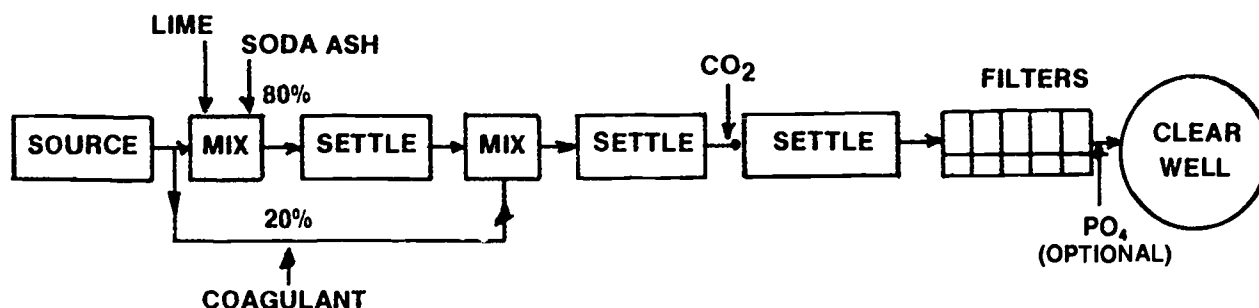 LIME
SODA ASH
80%
CO₂
FILTERS
SOURCE
MIX
SETTLE
MIX
SETTLE
SETTLE
CLEAR
WELL
20%
COAGULANT
PO₄
(OPTIONAL)